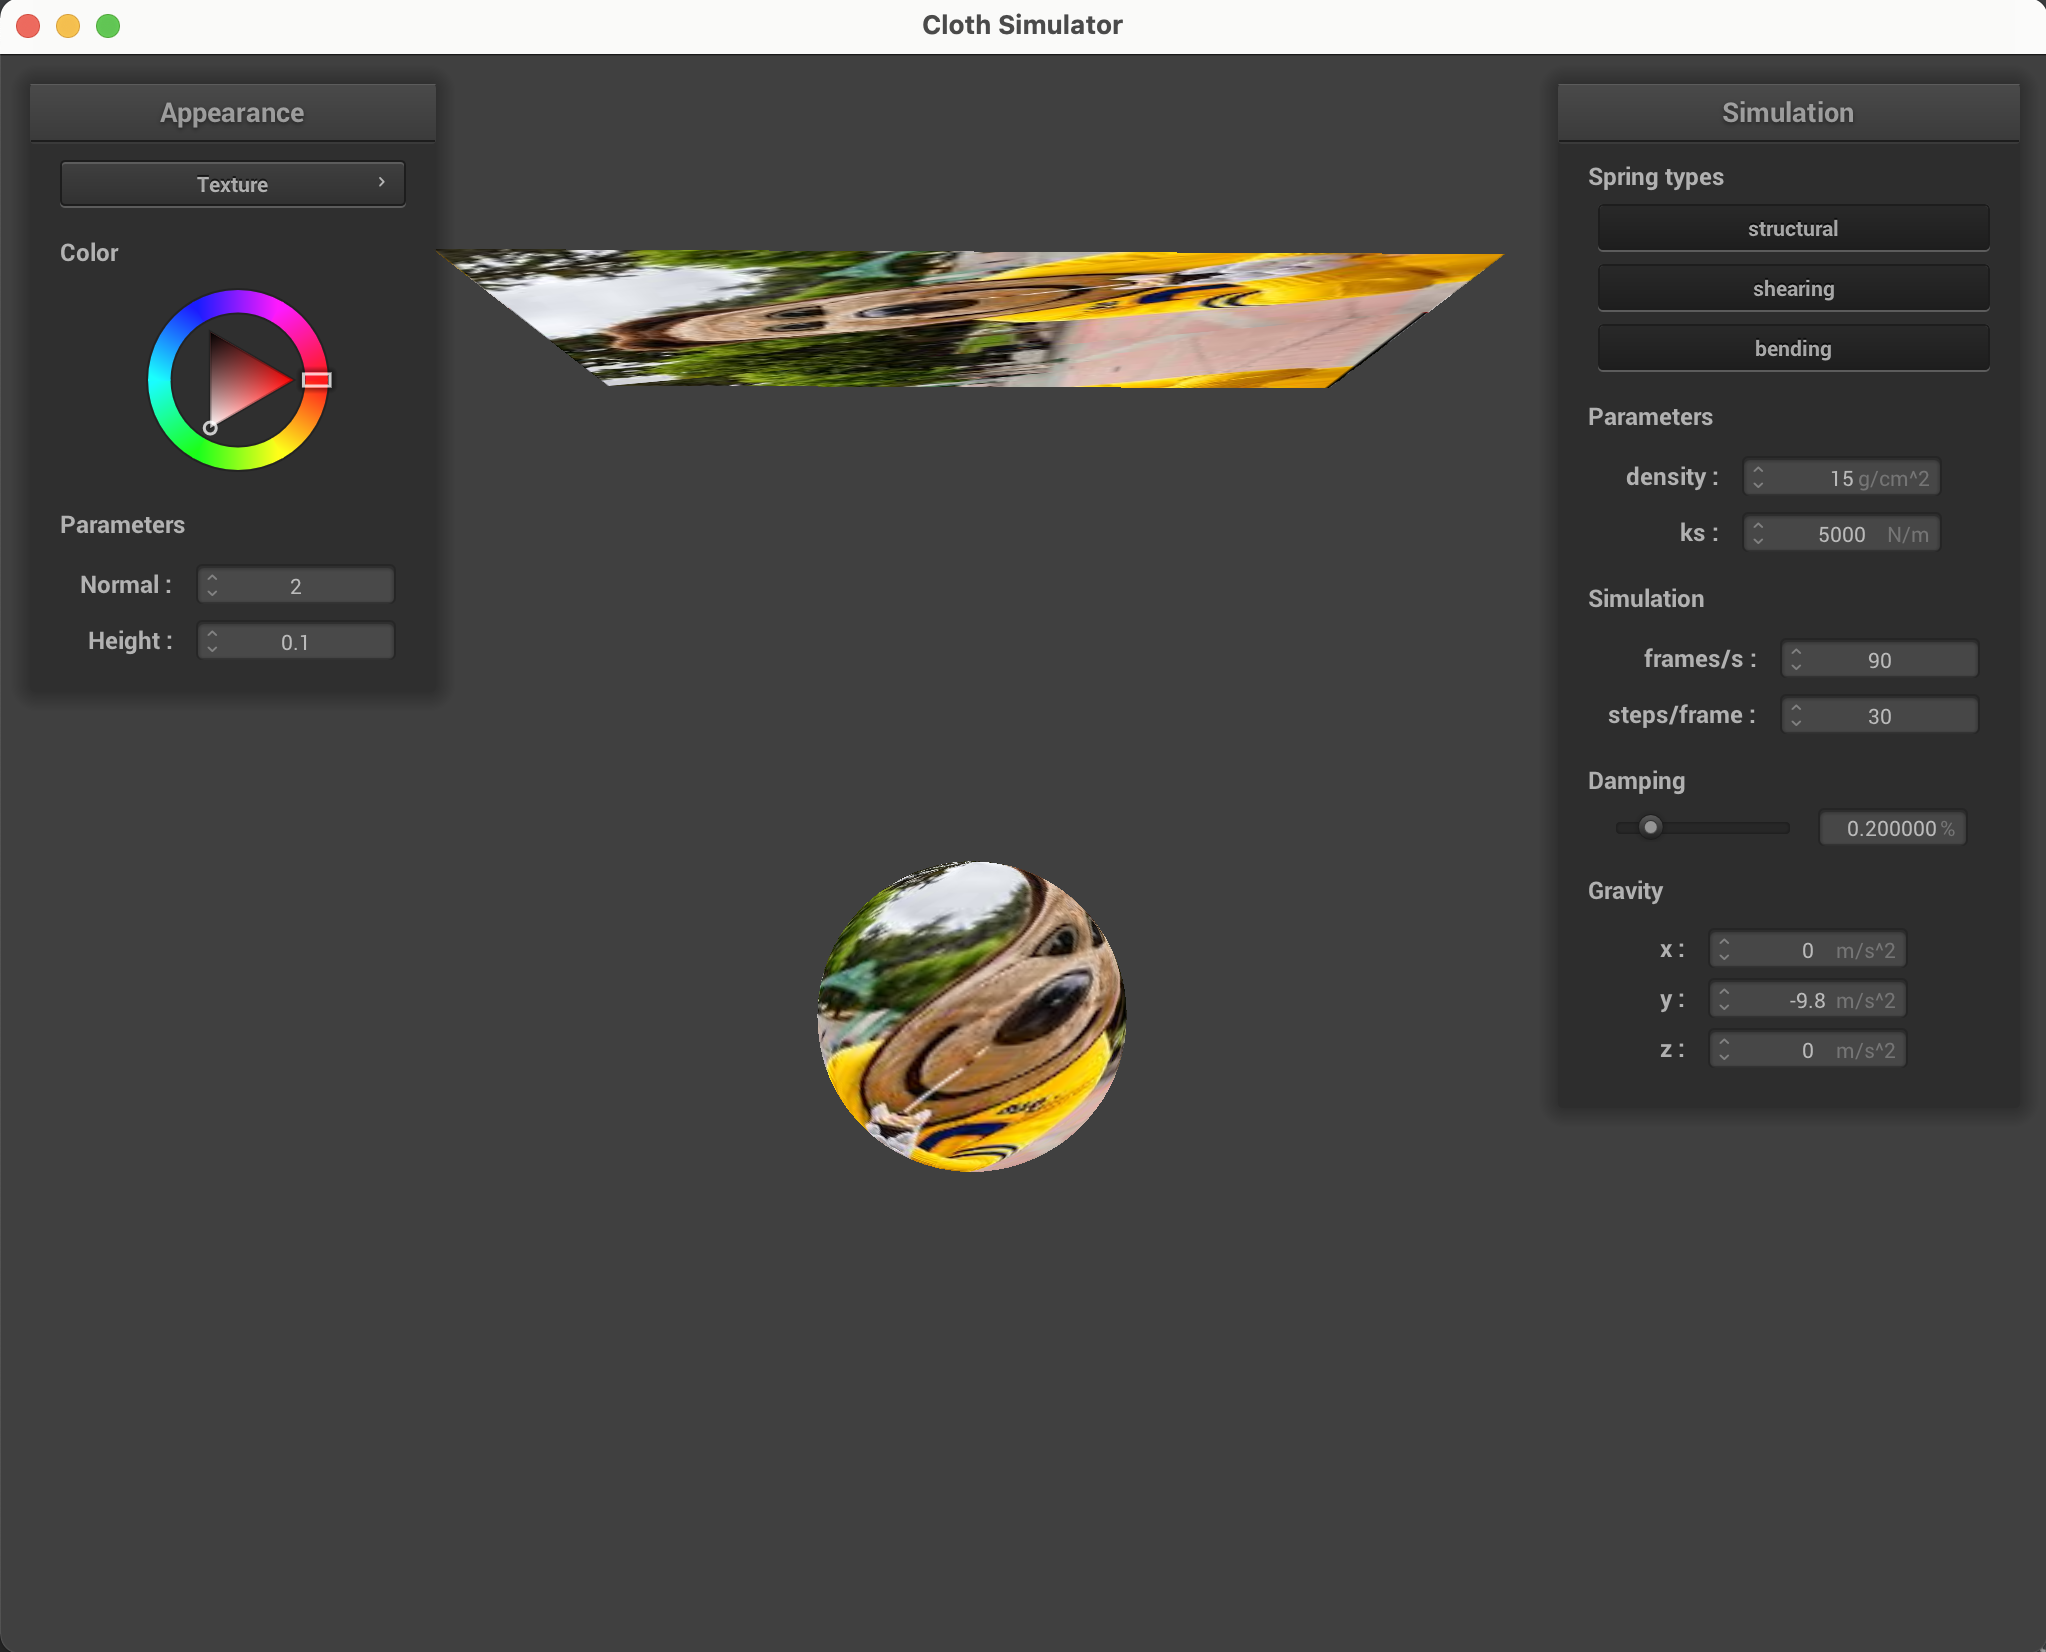 Cloth Simulator
Appearance
Texture
Color
Parameters
Normal : 2
Height : 0.1
Simulation
Spring types
structural
shearing
bending
Parameters
density : 15 g/cm^2
ks : 5000 N/m
Simulation
frames/s : 90
steps/frame : 30
Damping
0.200000 %
Gravity
x : 0 m/s^2
y : -9.8 m/s^2
z : 0 m/s^2